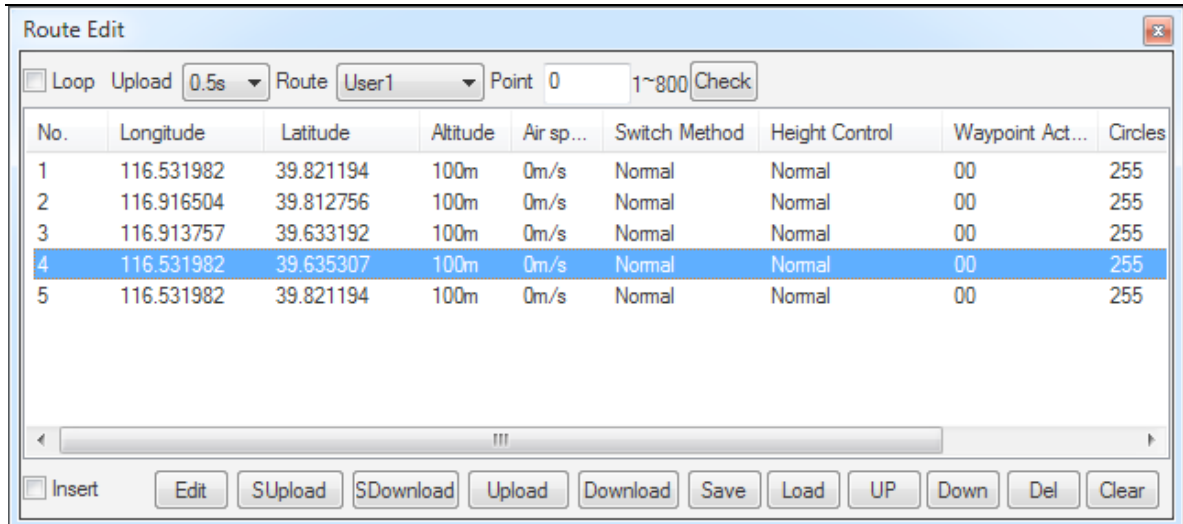 Route Edit
Loop Upload 0.5s Route User1 Point 0 1~800 Check
No. Longitude Latitude Altitude Air sp... Switch Method Height Control Waypoint Act... Circles
1 116.531982 39.821194 100m 0m/s Normal Normal 00 255
2 116.916504 39.812756 100m 0m/s Normal Normal 00 255
3 116.913757 39.633192 100m 0m/s Normal Normal 00 255
4 116.531982 39.635307 100m 0m/s Normal Normal 00 255
5 116.531982 39.821194 100m 0m/s Normal Normal 00 255
Insert Edit SUpload SDownload Upload Download Save Load UP Down Del Clear